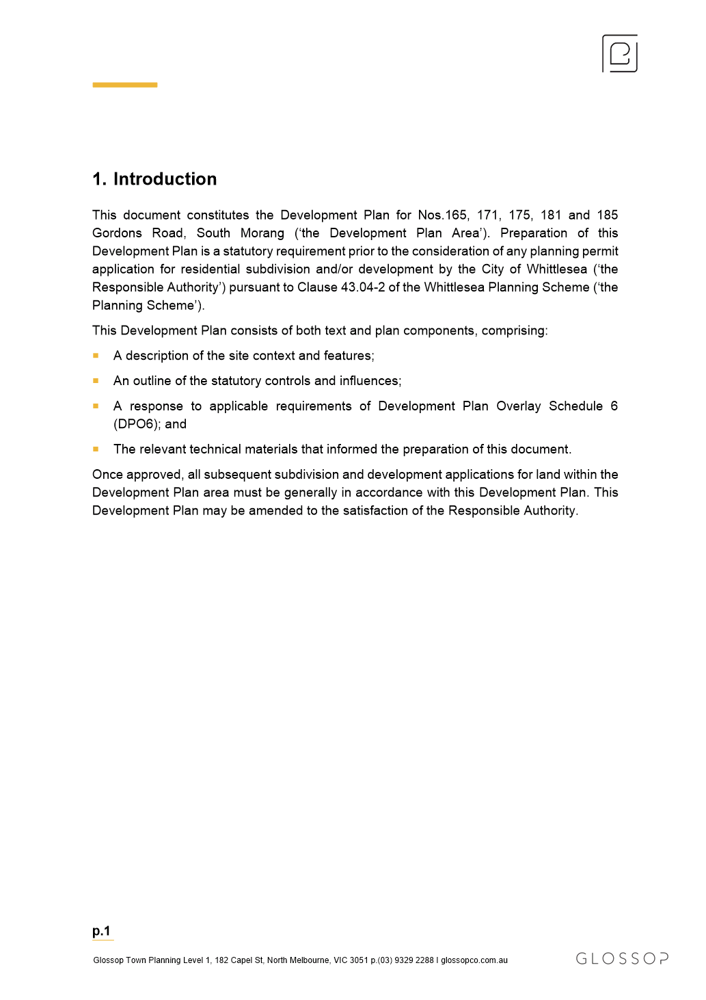 1. Introduction
This document constitutes the Development Plan for Nos.165, 171, 175, 181 and 185
Gordons Road, South Morang (‘the Development Plan Area’). Preparation of this
Development Plan is a statutory requirement prior to the consideration of any planning permit
application for residential subdivision and/or development by the City of Whittlesea (‘the
Responsible Authority’) pursuant to Clause 43.04-2 of the Whittlesea Planning Scheme (‘the
Planning Scheme’).
This Development Plan consists of both text and plan components, comprising:
▪ A description of the site context and features;
▪ An outline of the statutory controls and influences;
▪ A response to applicable requirements of Development Plan Overlay Schedule 6
(DPO6); and
▪ The relevant technical materials that informed the preparation of this document.
Once approved, all subsequent subdivision and development applications for land within the
Development Plan area must be generally in accordance with this Development Plan. This
Development Plan may be amended to the satisfaction of the Responsible Authority.
p.1
Glossop Town Planning Level 1, 182 Capel St, North Melbourne, VIC 3051 p.(03) 9329 2288 I glossopco.com.au
GLOSSOP